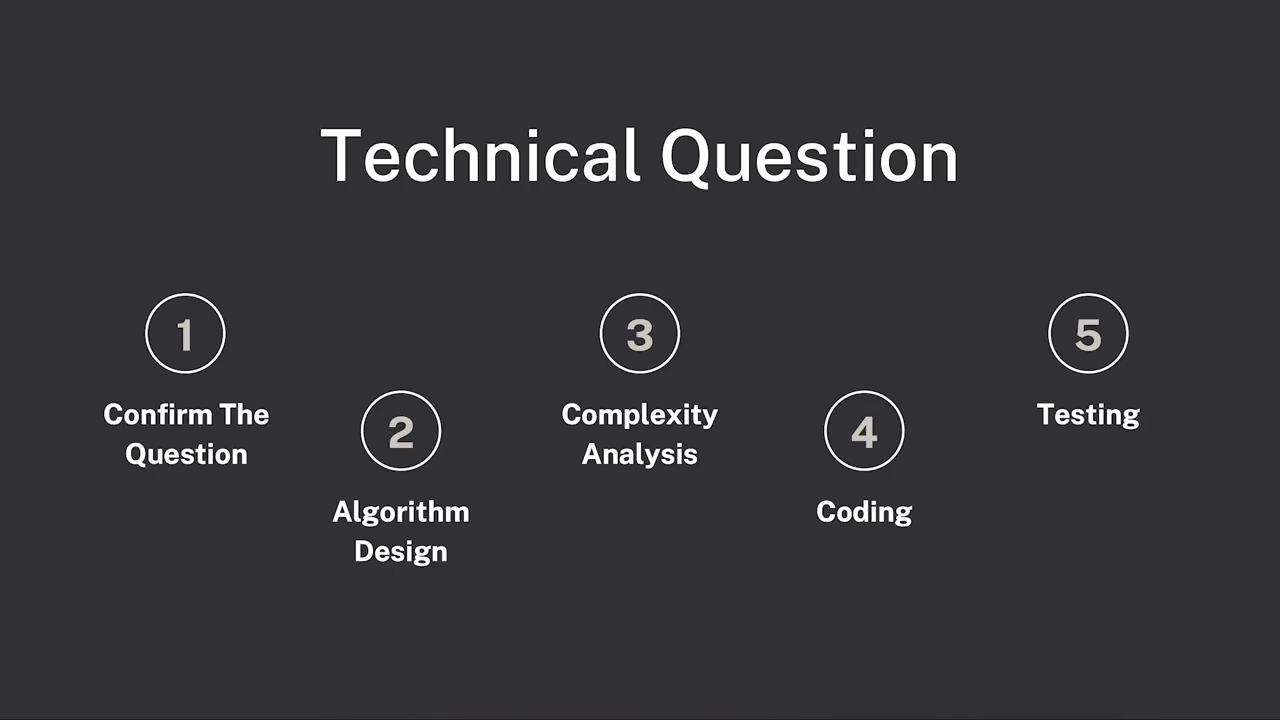 Technical Question
1
Confirm The
Question
2
Algorithm
Design
3
Complexity
Analysis
4
Coding
5
Testing